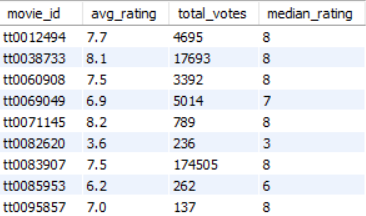 movie_id avg_rating total_votes median_rating
tt0012494 7.7 4695 8
tt0038733 8.1 17693 8
tt0060908 7.5 3392 8
tt0069049 6.9 5014 7
tt0071145 8.2 789 8
tt0082620 3.6 236 3
tt0083907 7.5 174505 8
tt0085953 6.2 262 6
tt0095857 7.0 137 8